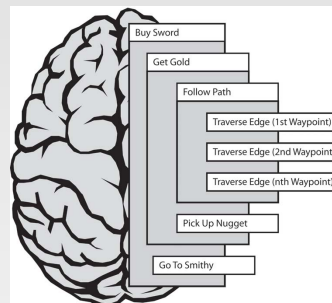 Buy Sword
Get Gold
Follow Path
Traverse Edge (1st Waypoint)
Traverse Edge (2nd Waypoint
Traverse Edge (nth Waypoint)
Pick Up Nugget
Go To Smithy